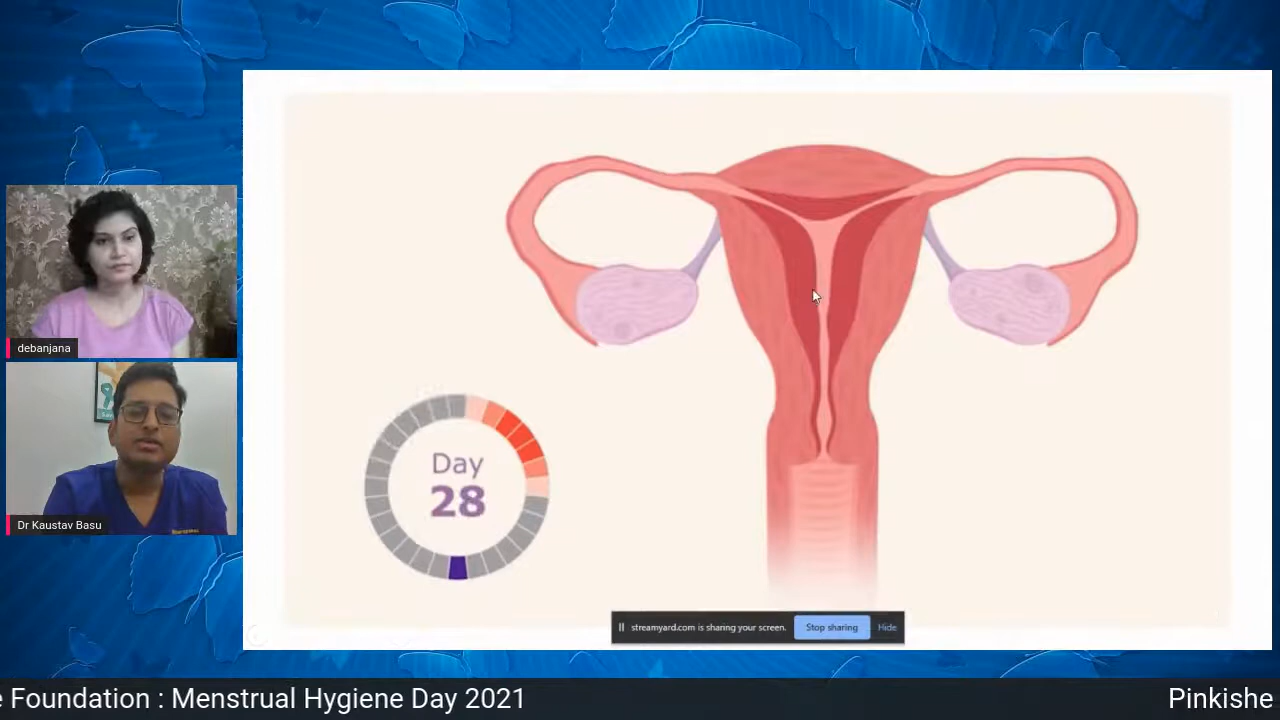 debanjana
Dr Kaustav Basu
Day
28
streamyard.com is sharing your screen.
Stop sharing
Hide
e Foundation : Menstrual Hygiene Day 2021
Pinkishe